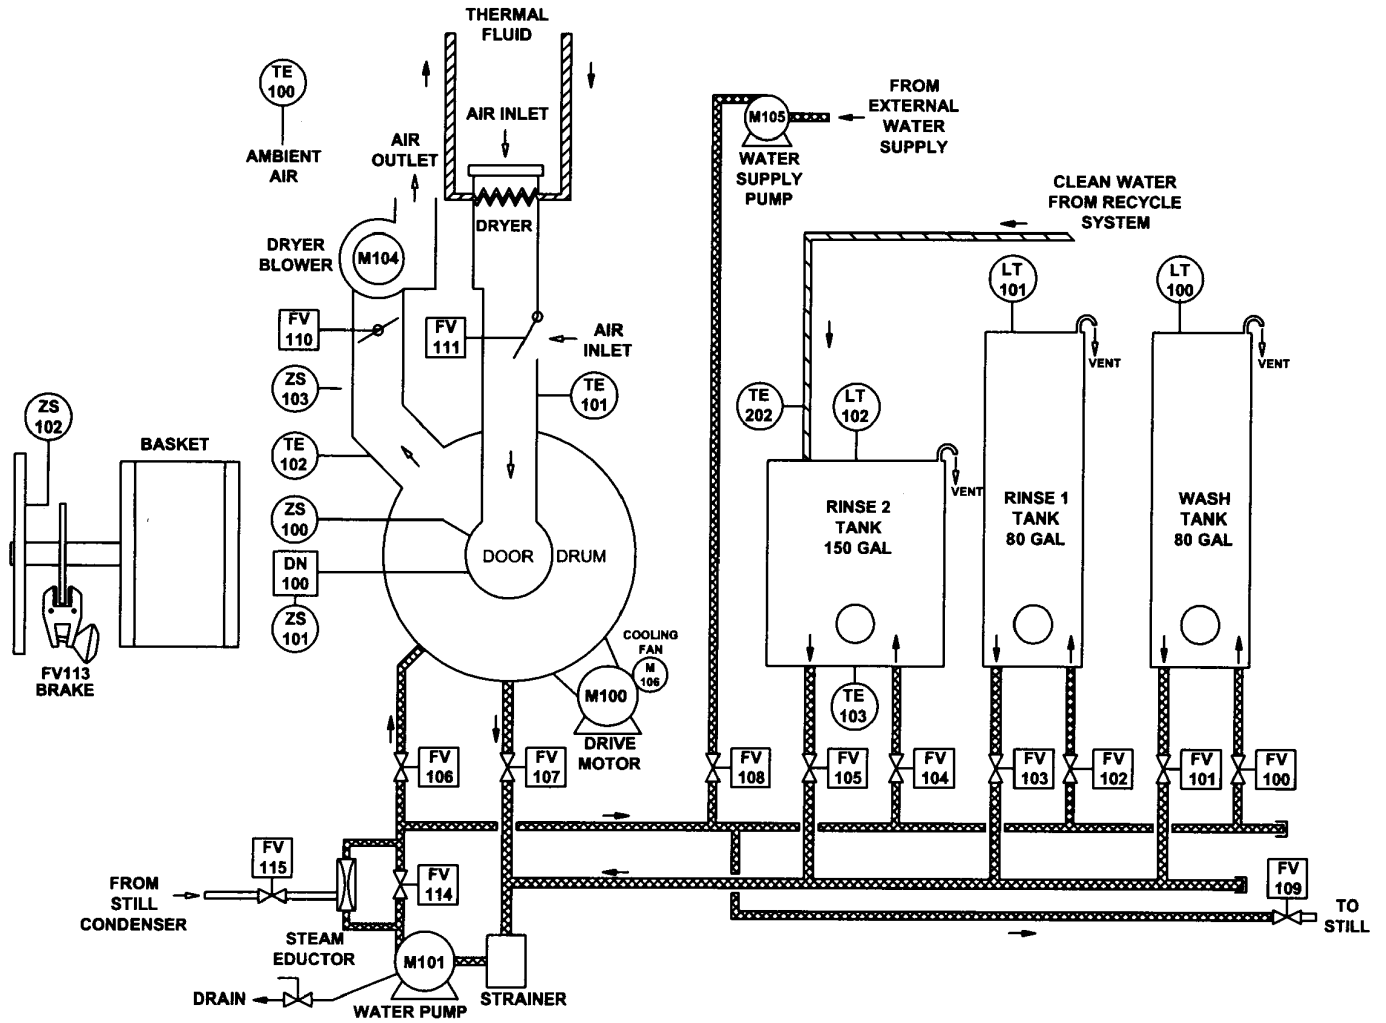 THERMAL
FLUID
TE
100
AMBIENT
AIR
AIR INLET
AIR
OUTLET
DRYER
DRYER
BLOWER
M104
FV
110
FV
111
AIR
INLET
ZS
103
TE
101
TE
102
ZS
100
DN
100
ZS
101
DOOR
DRUM
ZS
102
BASKET
FV113
BRAKE
COOLING
FAN
M
106
M100
DRIVE
MOTOR
M105
WATER
SUPPLY
PUMP
FROM
EXTERNAL
WATER
SUPPLY
CLEAN WATER
FROM RECYCLE
SYSTEM
TE
202
LT
102
LT
101
LT
100
VENT
VENT
VENT
RINSE 2
TANK
150 GAL
RINSE 1
TANK
80 GAL
WASH
TANK
80 GAL
TE
103
FV
106
FV
107
FV
108
FV
105
FV
104
FV
103
FV
102
FV
101
FV
100
FV
115
FV
114
FV
109
FROM
STILL
CONDENSER
STEAM
EDUCTOR
TO
STILL
M101
DRAIN
WATER PUMP
STRAINER